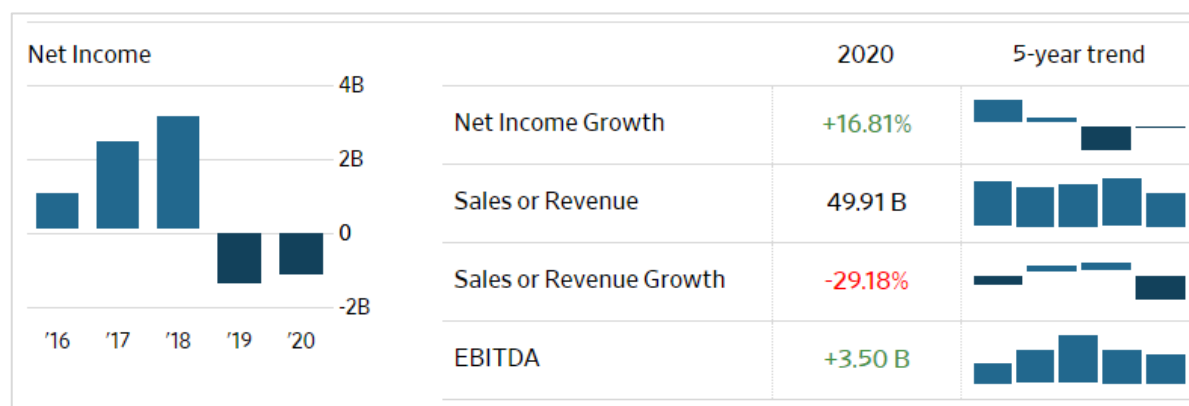 Net Income
4B
2B
0
-2B
'16 '17 '18 '19 '20
2020 5-year trend
Net Income Growth +16.81%
Sales or Revenue 49.91 B
Sales or Revenue Growth -29.18%
EBITDA +3.50 B